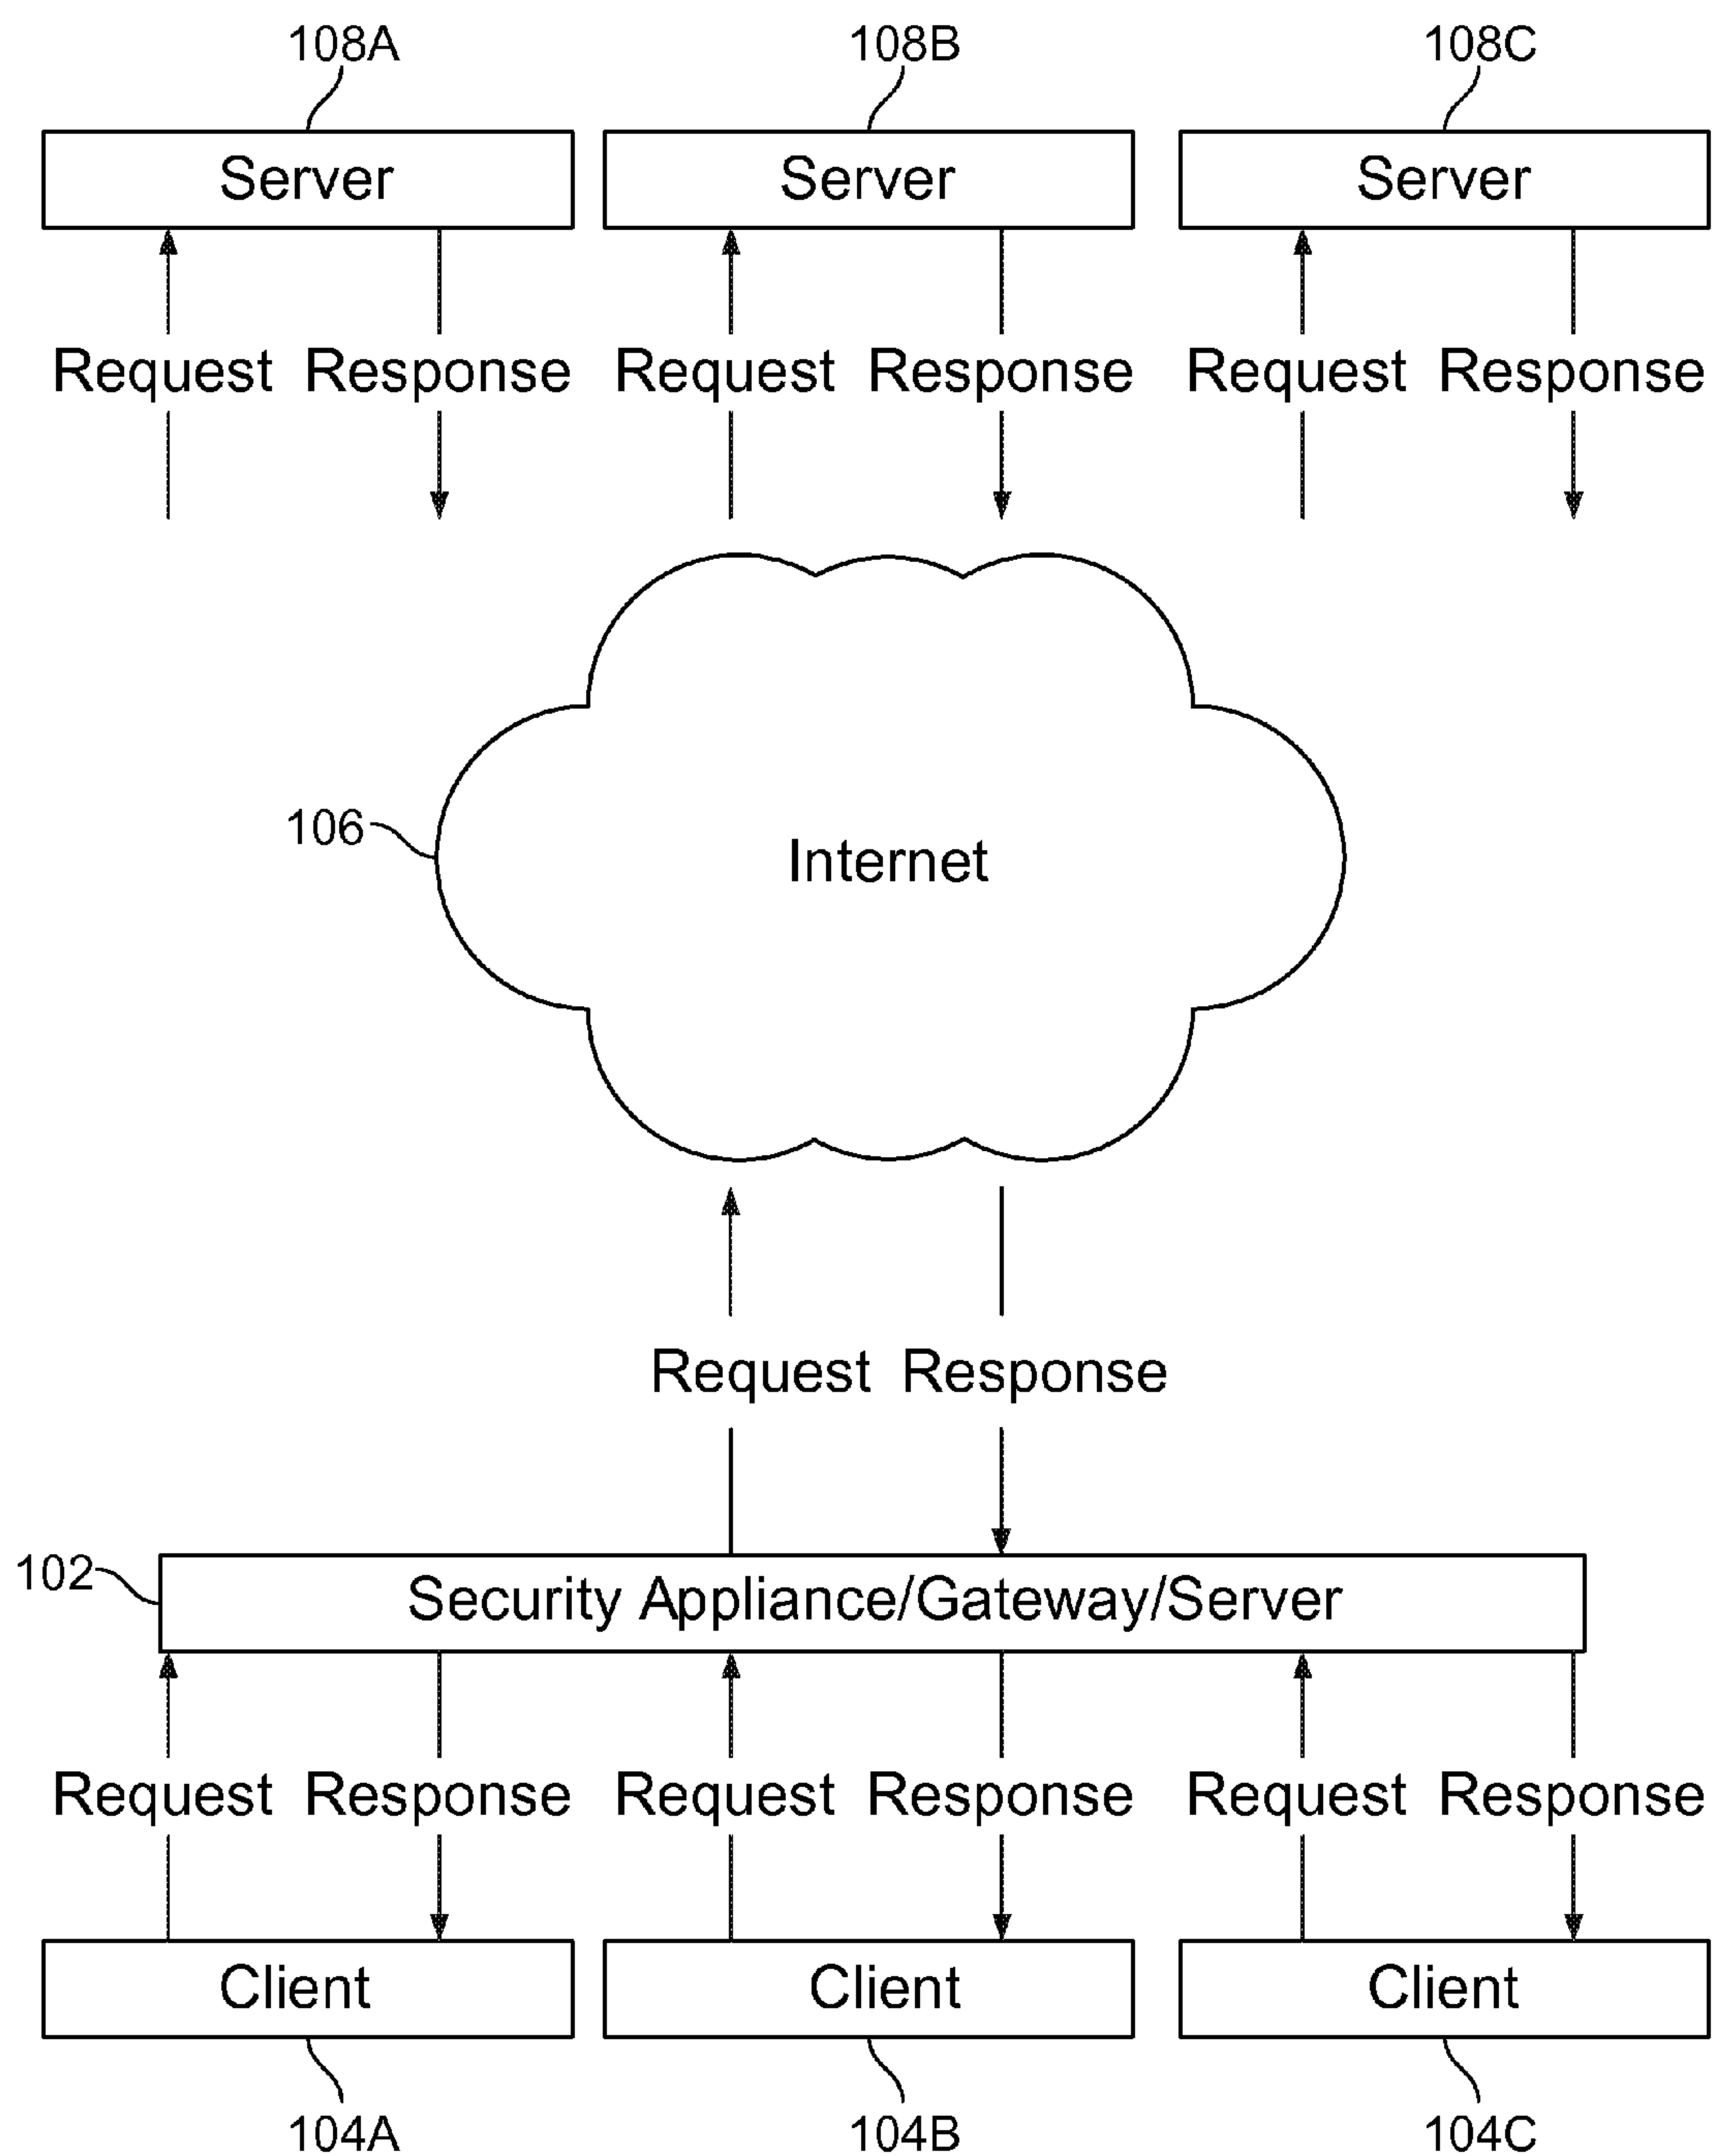 108A 108B 108C
Server Server Server
Request Response Request Response Request Response
106
Internet
Request Response
102
Security Appliance/Gateway/Server
Request Response Request Response Request Response
Client Client Client
104A 104B 104C